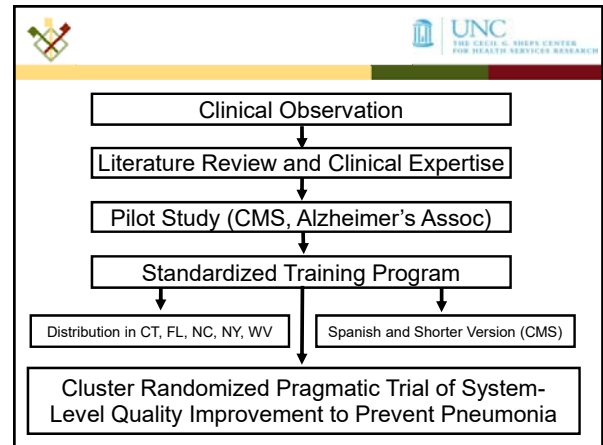 UNC
THE CECIL G. SHEPS CENTER
FOR HEALTH SERVICES RESEARCH
Clinical Observation
Literature Review and Clinical Expertise
Pilot Study (CMS, Alzheimer’s Assoc)
Standardized Training Program
Distribution in CT, FL, NC, NY, WV
Spanish and Shorter Version (CMS)
Cluster Randomized Pragmatic Trial of System-
Level Quality Improvement to Prevent Pneumonia